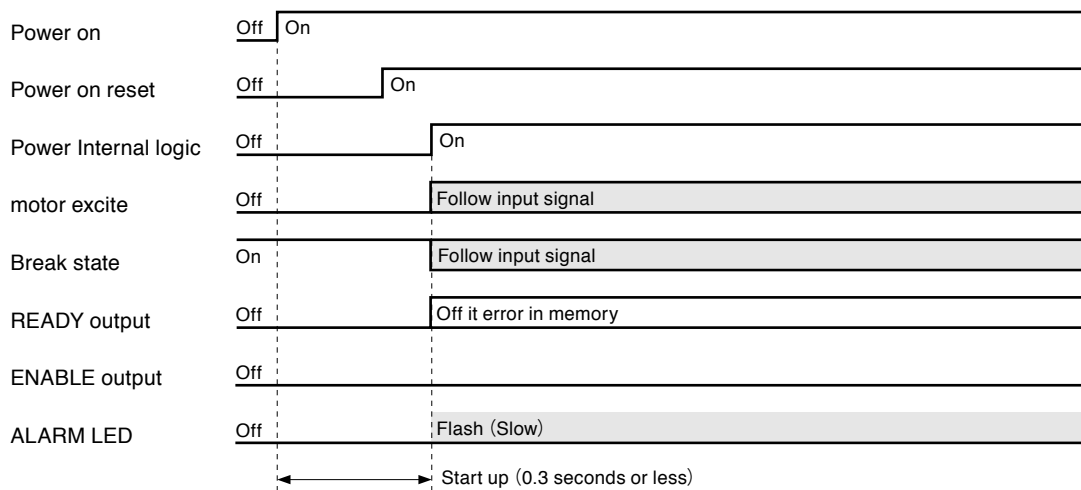 Power on Off On
Power on reset Off On
Power Internal logic Off On
motor excite Off Follow input signal
Break state On Follow input signal
READY output Off Off it error in memory
ENABLE output Off
ALARM LED Off Flash (Slow)
Start up (0.3 seconds or less)